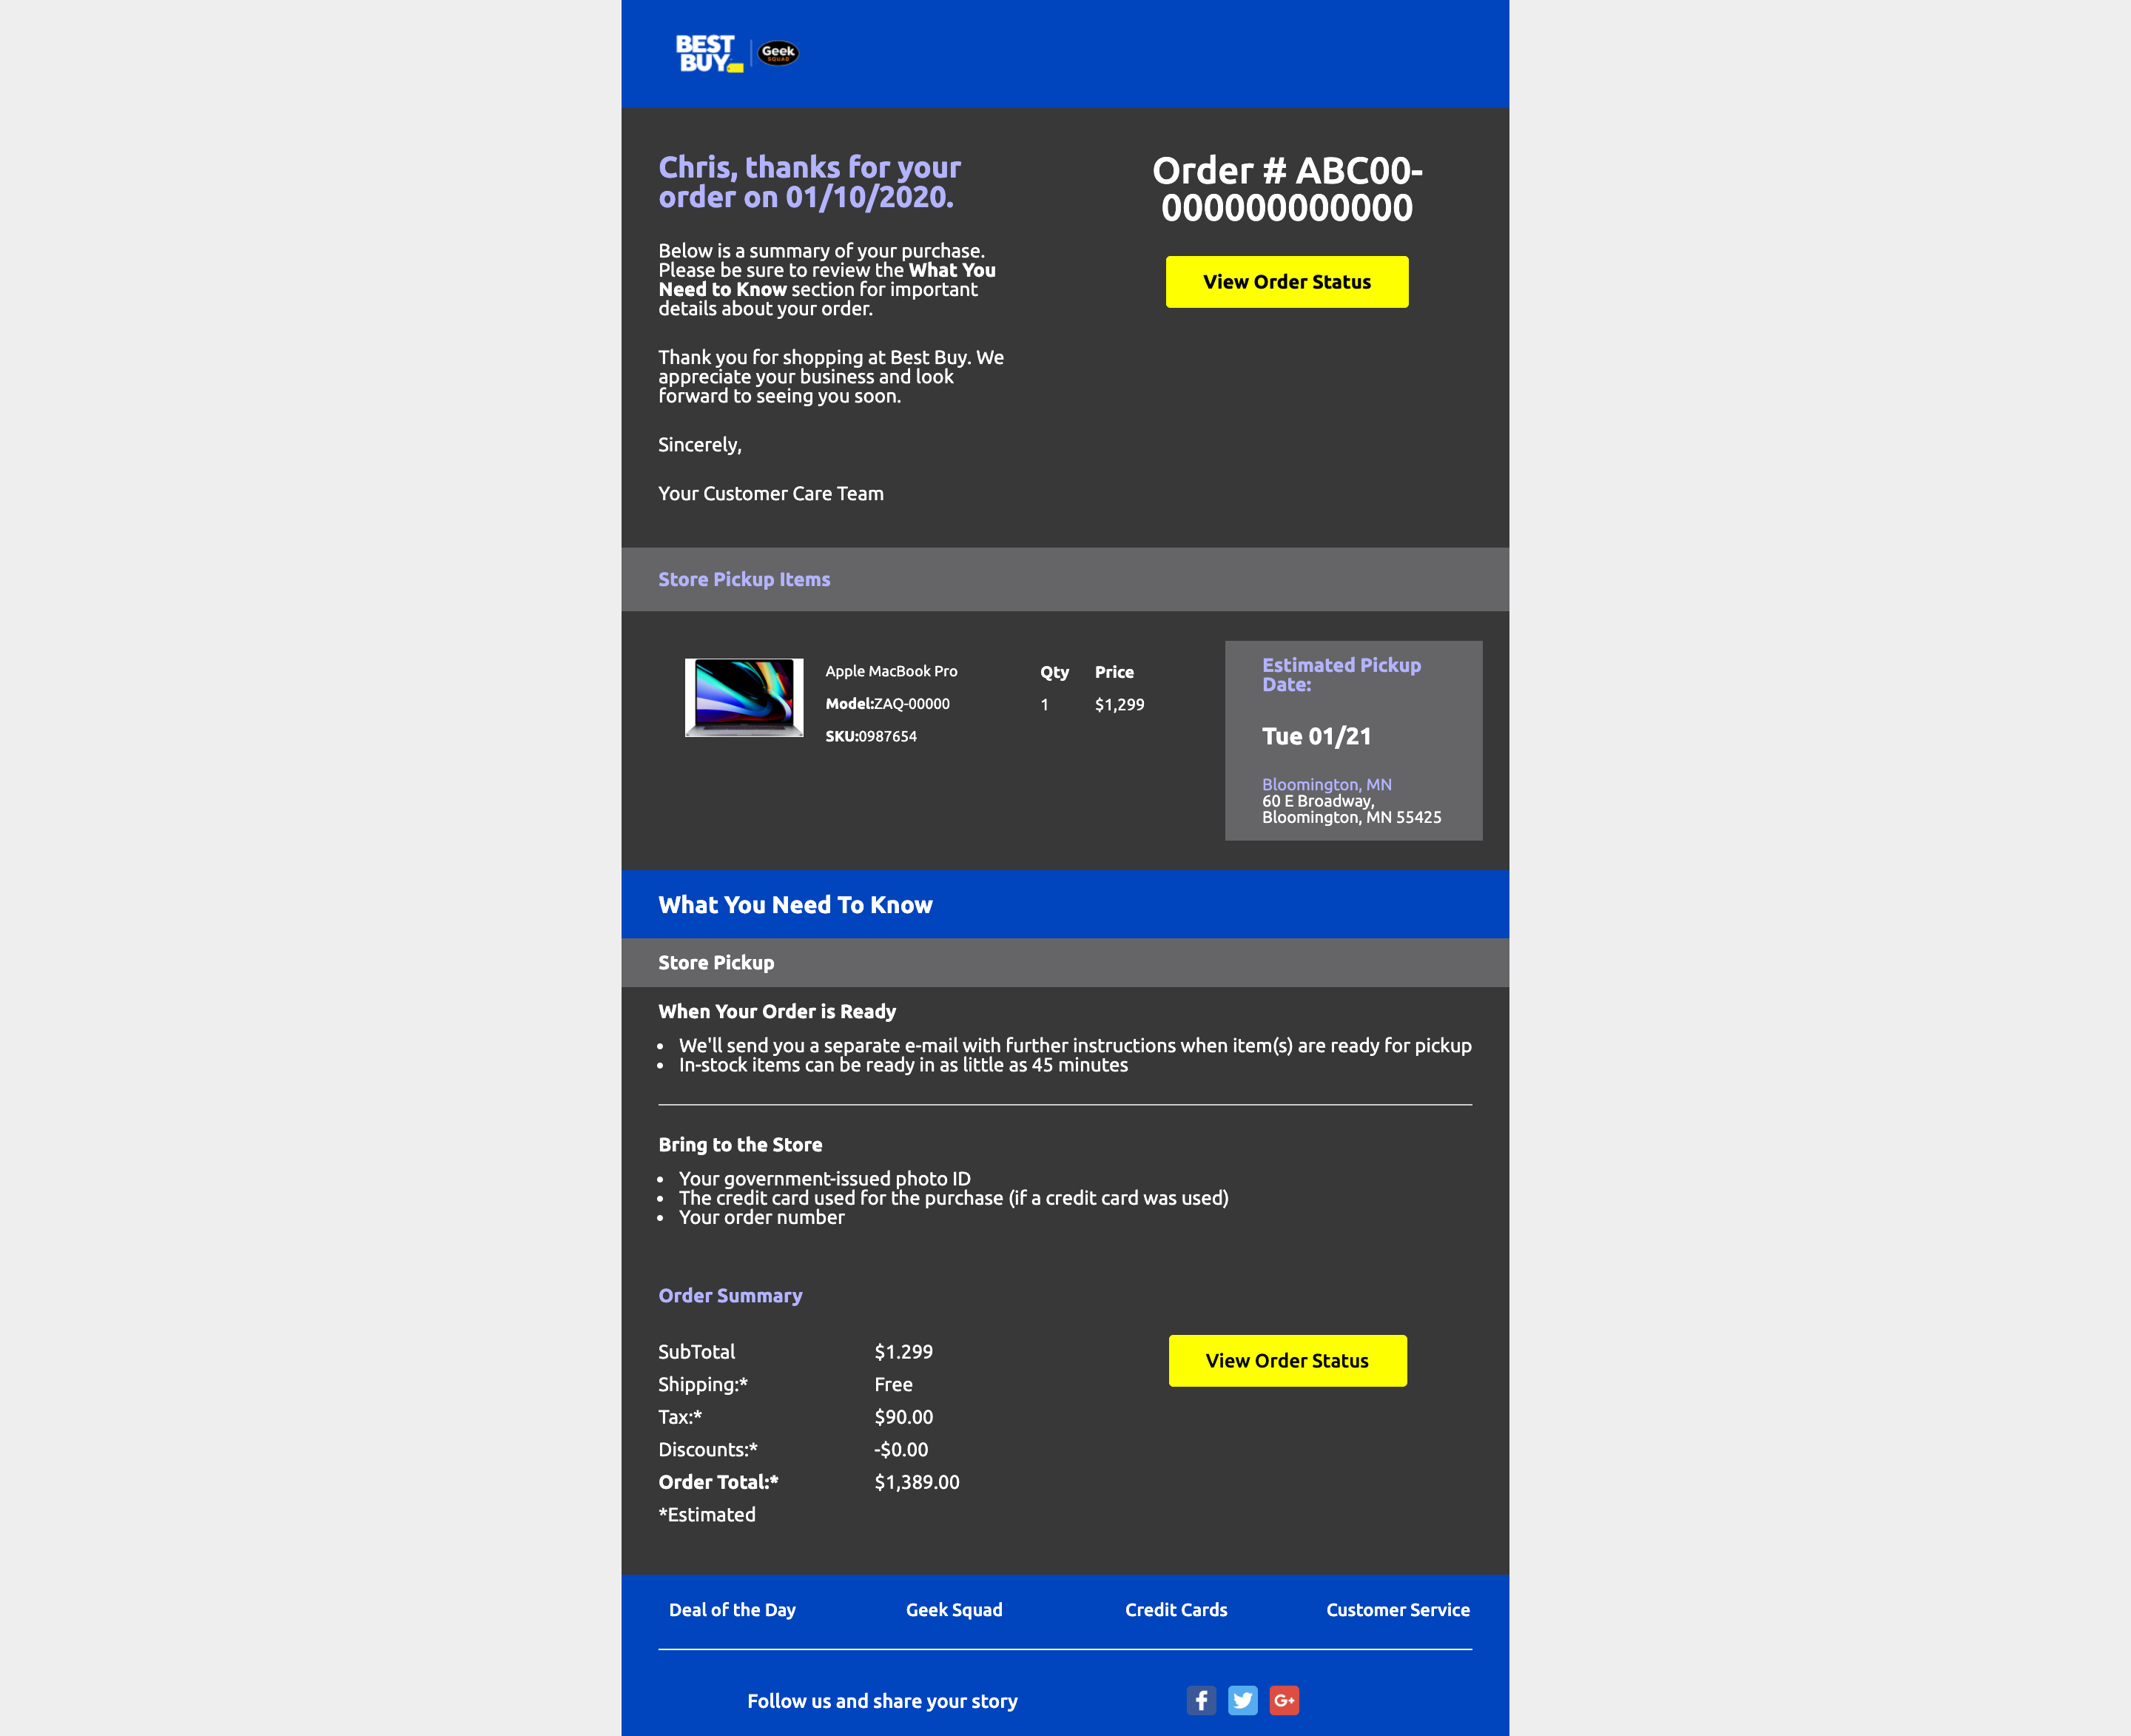 BEST
BUY
Geek
SQUAD
Chris, thanks for your
order on 01/10/2020.
Below is a summary of your purchase.
Please be sure to review the What You
Need to Know section for important
details about your order.
Thank you for shopping at Best Buy. We
appreciate your business and look
forward to seeing you soon.
Sincerely,
Your Customer Care Team
Order # ABC00-
000000000000
View Order Status
Store Pickup Items
Apple MacBook Pro
Model:ZAQ-00000
SKU:0987654
Qty Price
1 $1,299
Estimated Pickup
Date:
Tue 01/21
Bloomington, MN
60 E Broadway,
Bloomington, MN 55425
What You Need To Know
Store Pickup
When Your Order is Ready
• We'll send you a separate e-mail with further instructions when item(s) are ready for pickup
• In-stock items can be ready in as little as 45 minutes
Bring to the Store
• Your government-issued photo ID
• The credit card used for the purchase (if a credit card was used)
• Your order number
Order Summary
SubTotal $1.299
Shipping:* Free
Tax:* $90.00
Discounts:* -$0.00
Order Total:* $1,389.00
*Estimated
View Order Status
Deal of the Day Geek Squad Credit Cards Customer Service
Follow us and share your story
f G+